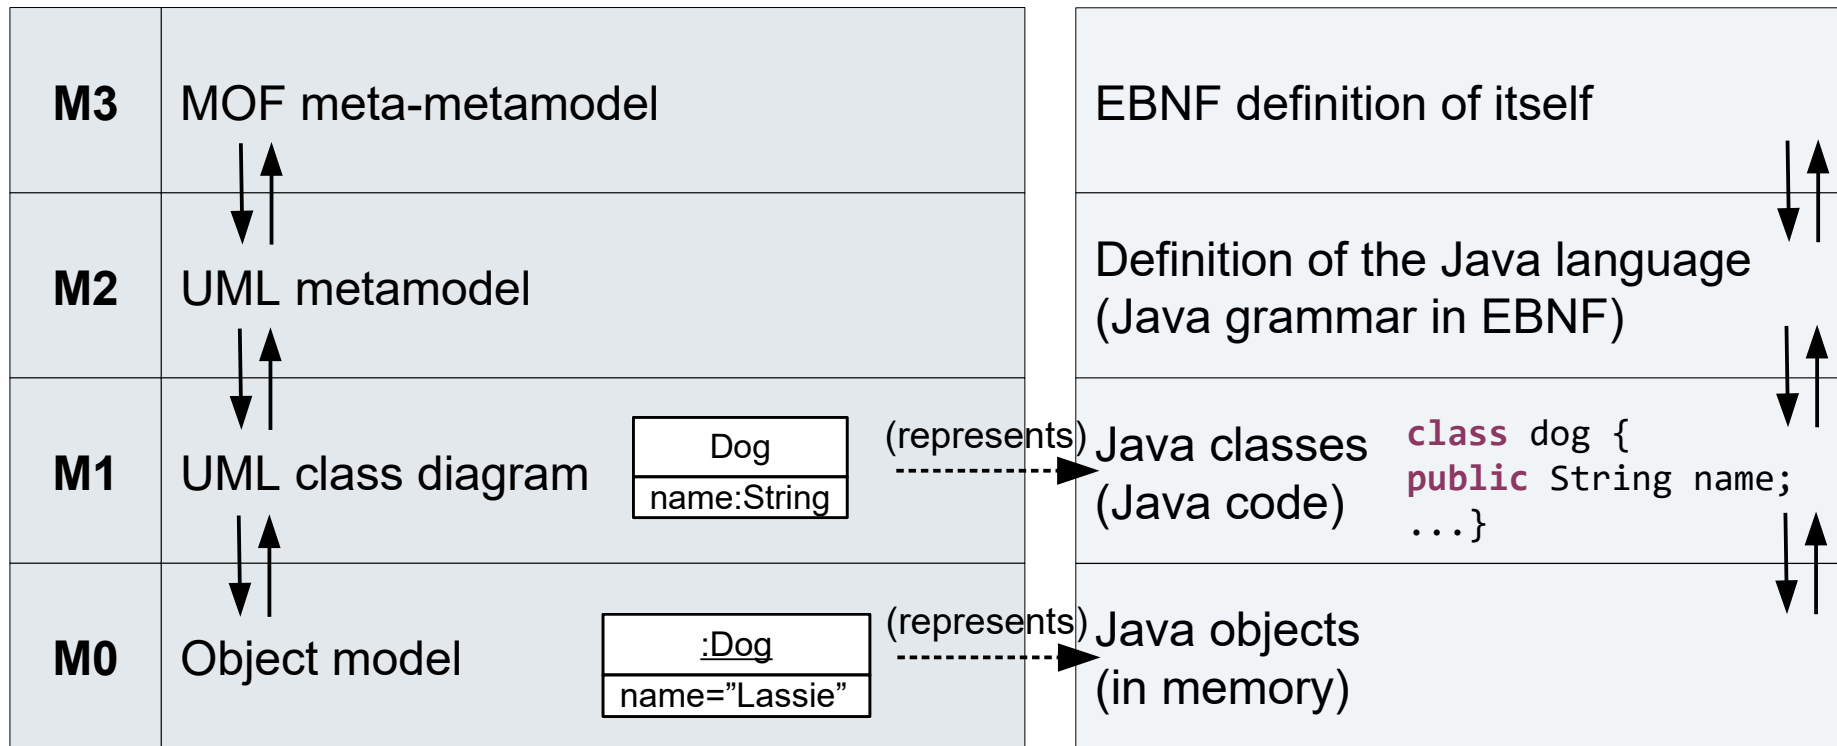 M3
MOF meta-metamodel
EBNF definition of itself
M2
UML metamodel
Definition of the Java language
(Java grammar in EBNF)
M1
UML class diagram
Dog
name:String
(represents)
Java classes
(Java code)
class dog {
public String name;
...}
M0
Object model
:Dog
name=”Lassie”
(represents)
Java objects
(in memory)